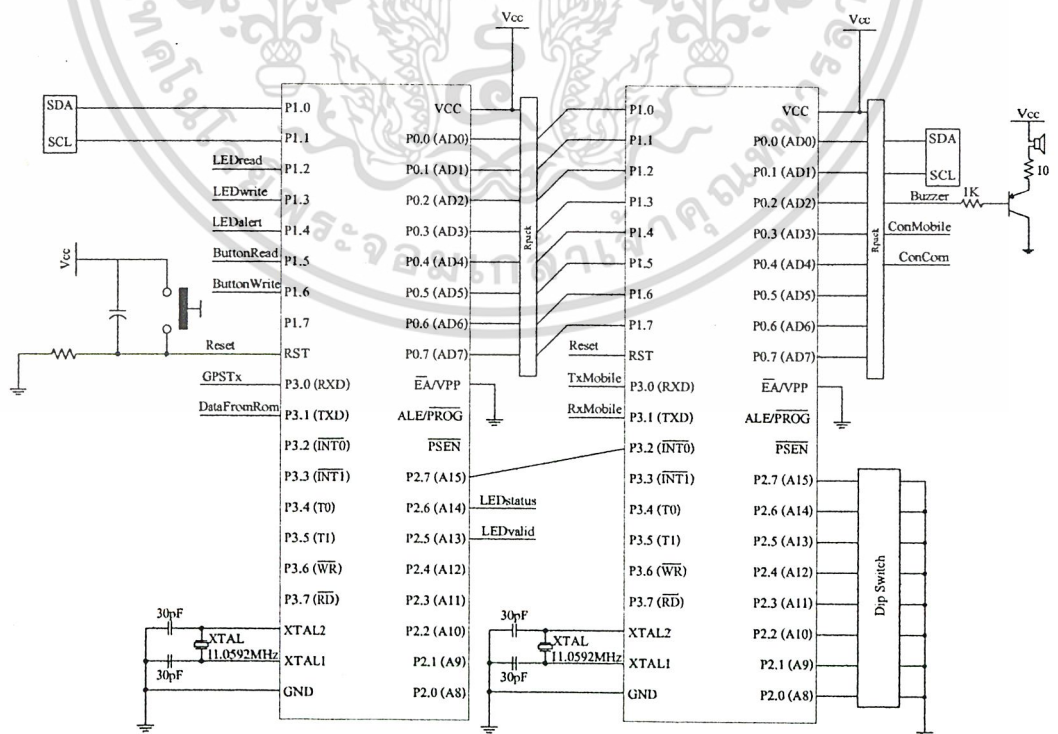 Vcc
SDA
SCL
LEDread
LEDwrite
LEDalert
ButtonRead
ButtonWrite
Vcc
Reset
GPSTx
DataFromRom
P1.0
P1.1
P1.2
P1.3
P1.4
P1.5
P1.6
P1.7
RST
P3.0 (RXD)
P3.1 (TXD)
P3.2 (INT0)
P3.3 (INT1)
P3.4 (T0)
P3.5 (T1)
P3.6 (WR)
P3.7 (RD)
XTAL2
XTAL1
GND
30pF
XTAL
11.0592MHz
30pF
VCC
P0.0 (AD0)
P0.1 (AD1)
P0.2 (AD2)
P0.3 (AD3)
P0.4 (AD4)
P0.5 (AD5)
P0.6 (AD6)
P0.7 (AD7)
EA/VPP
ALE/PROG
PSEN
P2.7 (A15)
P2.6 (A14)
P2.5 (A13)
P2.4 (A12)
P2.3 (A11)
P2.2 (A10)
P2.1 (A9)
P2.0 (A8)
Rpack
LEDstatus
LEDvalid
Vcc
P1.0
P1.1
P1.2
P1.3
P1.4
P1.5
P1.6
P1.7
Reset
RST
TxMobile
P3.0 (RXD)
RxMobile
P3.1 (TXD)
P3.2 (INT0)
P3.3 (INT1)
P3.4 (T0)
P3.5 (T1)
P3.6 (WR)
P3.7 (RD)
XTAL2
XTAL1
GND
30pF
XTAL
11.0592MHz
30pF
VCC
P0.0 (AD0)
P0.1 (AD1)
P0.2 (AD2)
P0.3 (AD3)
P0.4 (AD4)
P0.5 (AD5)
P0.6 (AD6)
P0.7 (AD7)
EA/VPP
ALE/PROG
PSEN
P2.7 (A15)
P2.6 (A14)
P2.5 (A13)
P2.4 (A12)
P2.3 (A11)
P2.2 (A10)
P2.1 (A9)
P2.0 (A8)
Rpack
SDA
SCL
Buzzer
1K
ConMobile
ConCom
Vcc
10
Dip Switch